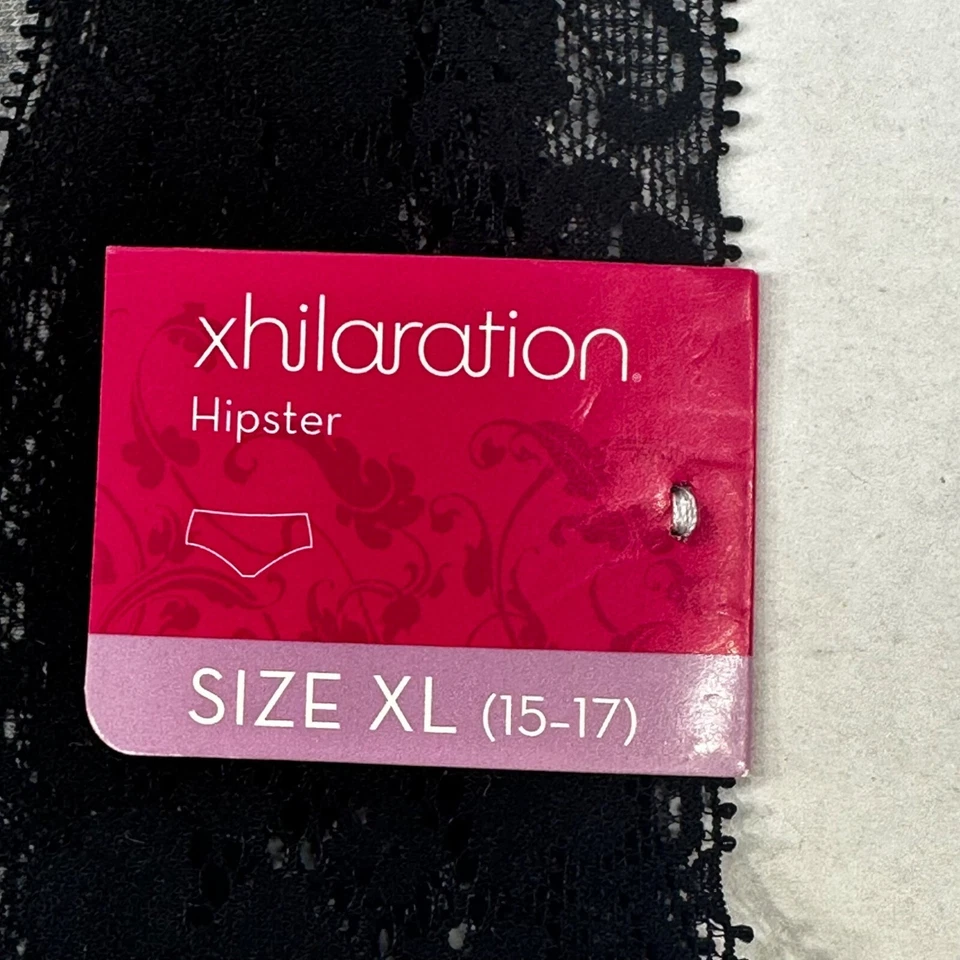 xhilaration®
Hipster
SIZE XL (15-17)